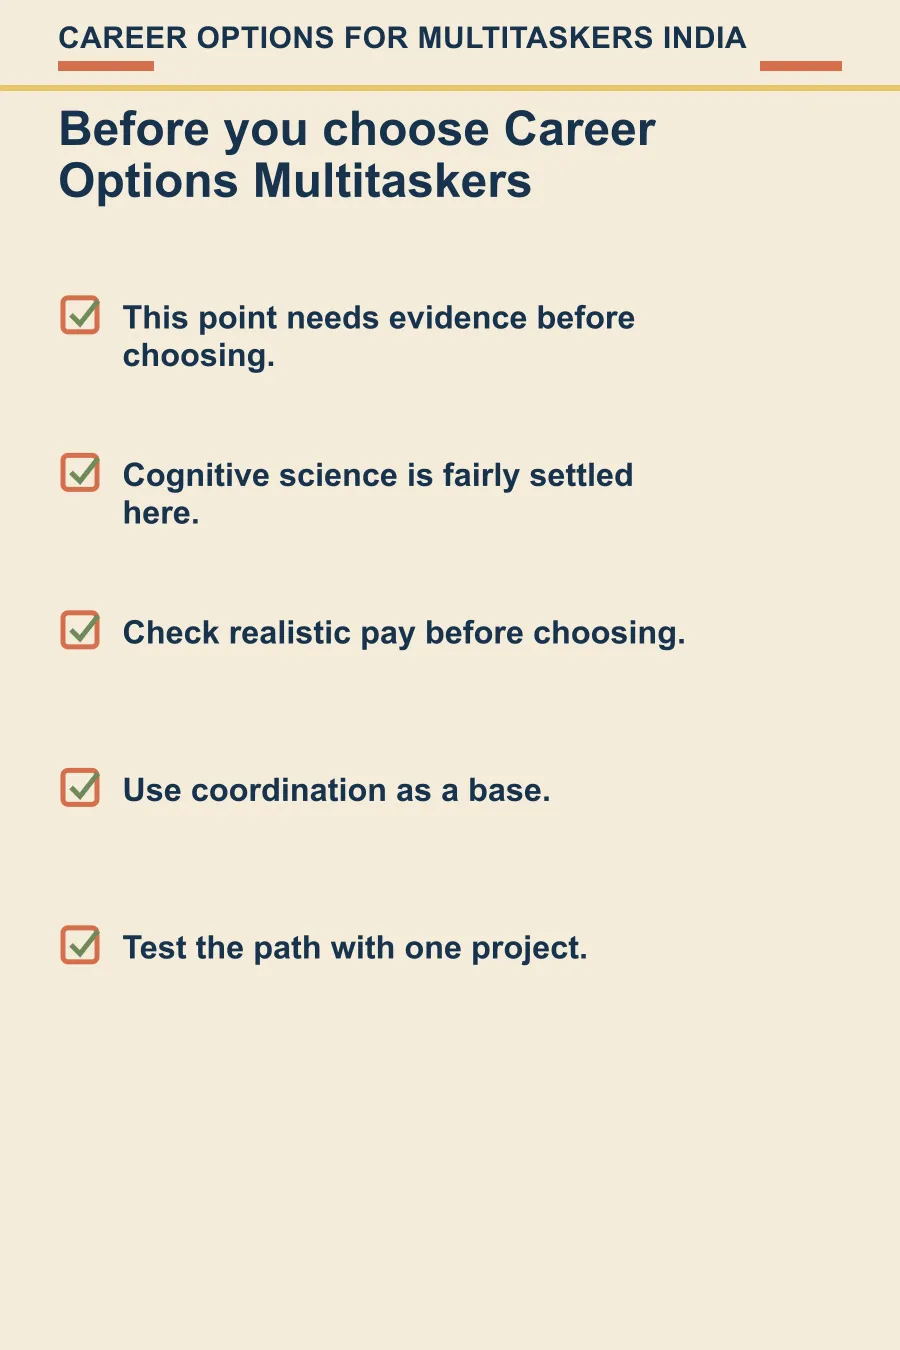 CAREER OPTIONS FOR MULTITASKERS INDIA
Before you choose Career
Options Multitaskers
This point needs evidence before
choosing.
Cognitive science is fairly settled
here.
Check realistic pay before choosing.
Use coordination as a base.
Test the path with one project.